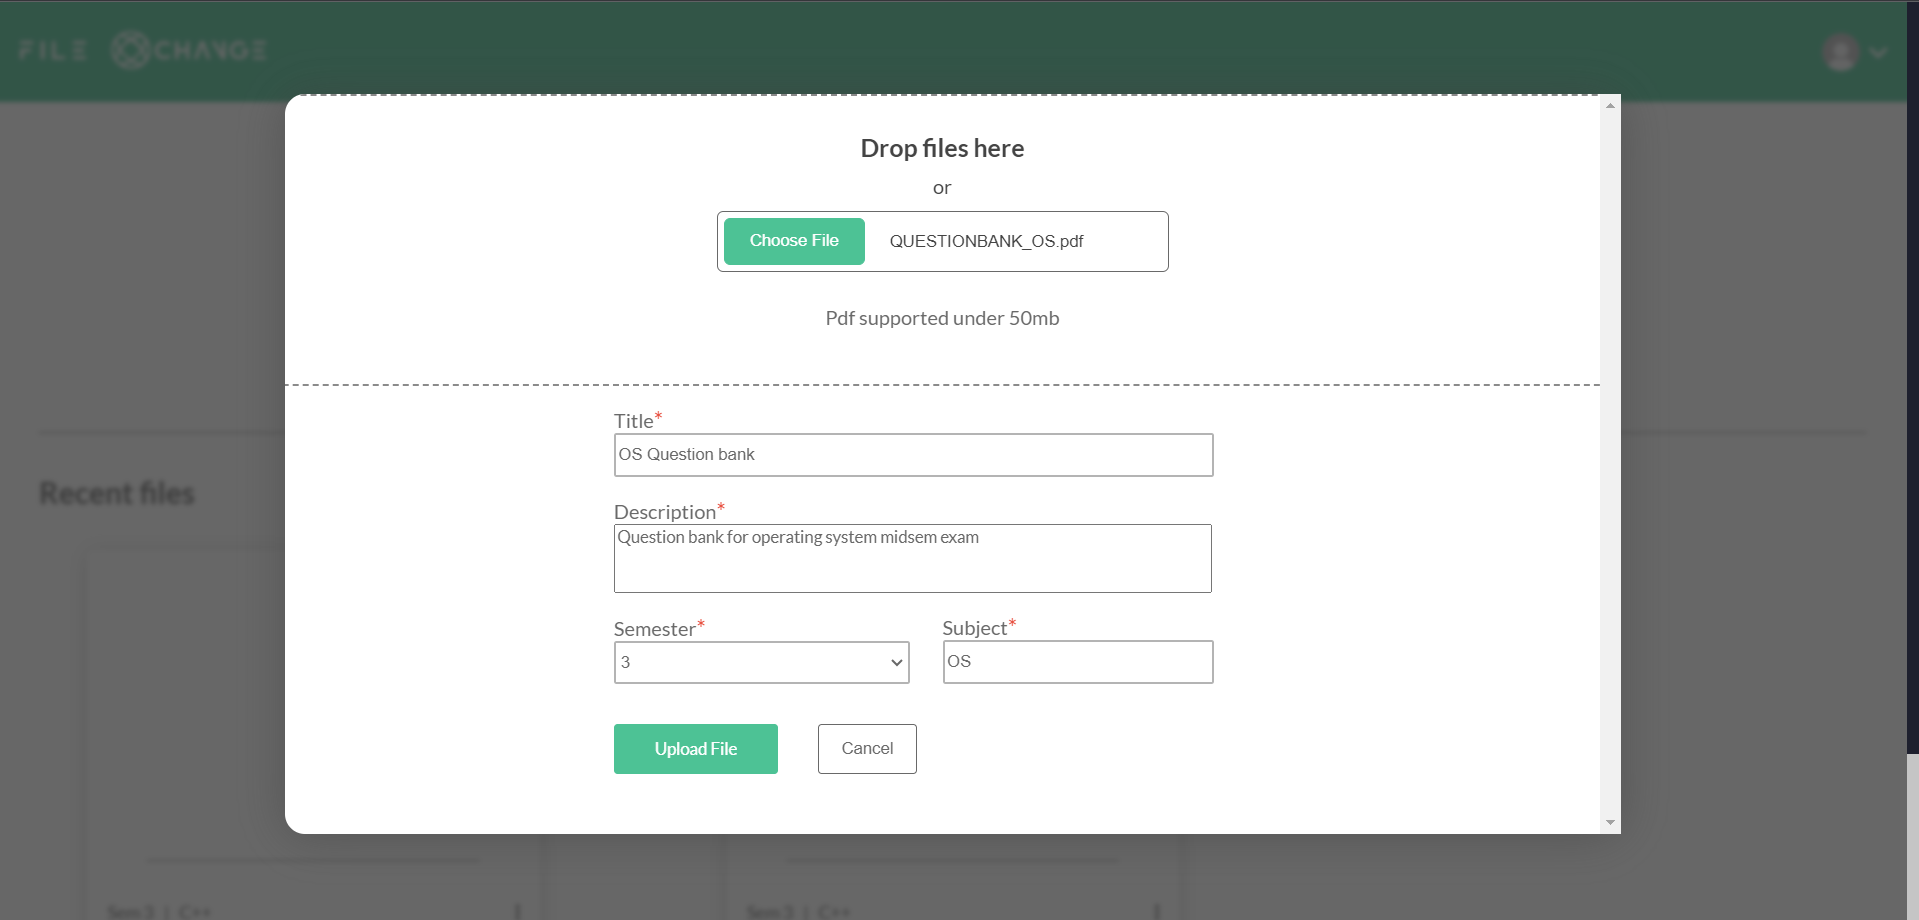 FILE XCHANGE
Drop files here
or
Choose File QUESTIONBANK_OS.pdf
Pdf supported under 50mb
Title*
OS Question bank
Description*
Question bank for operating system midsem exam
Semester* Subject*
3 OS
Upload File Cancel
Recent files
Sem 3 | C++ Sem 3 | C++